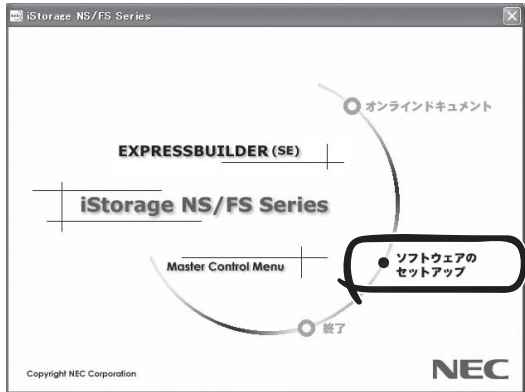 NEC iStorage NS/FS Series
オンラインドキュメント
EXPRESSBUILDER (SE)
iStorage NS/FS Series
Master Control Menu
ソフトウェアの
セットアップ
終了
Copyright NEC Corporation
NEC